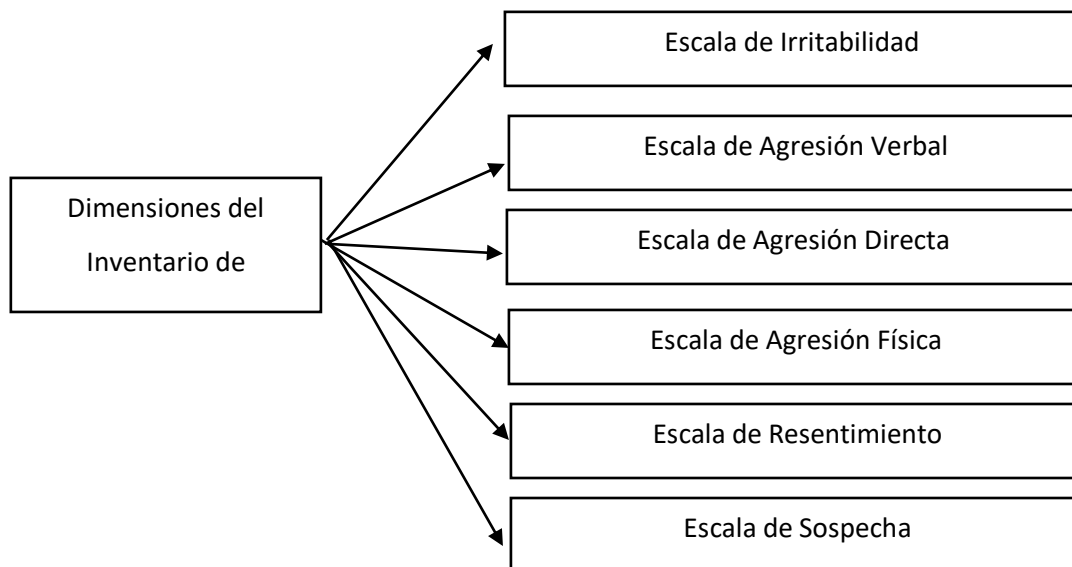 Escala de Irritabilidad
Escala de Agresión Verbal
Dimensiones del
Inventario de
Escala de Agresión Directa
Escala de Agresión Física
Escala de Resentimiento
Escala de Sospecha